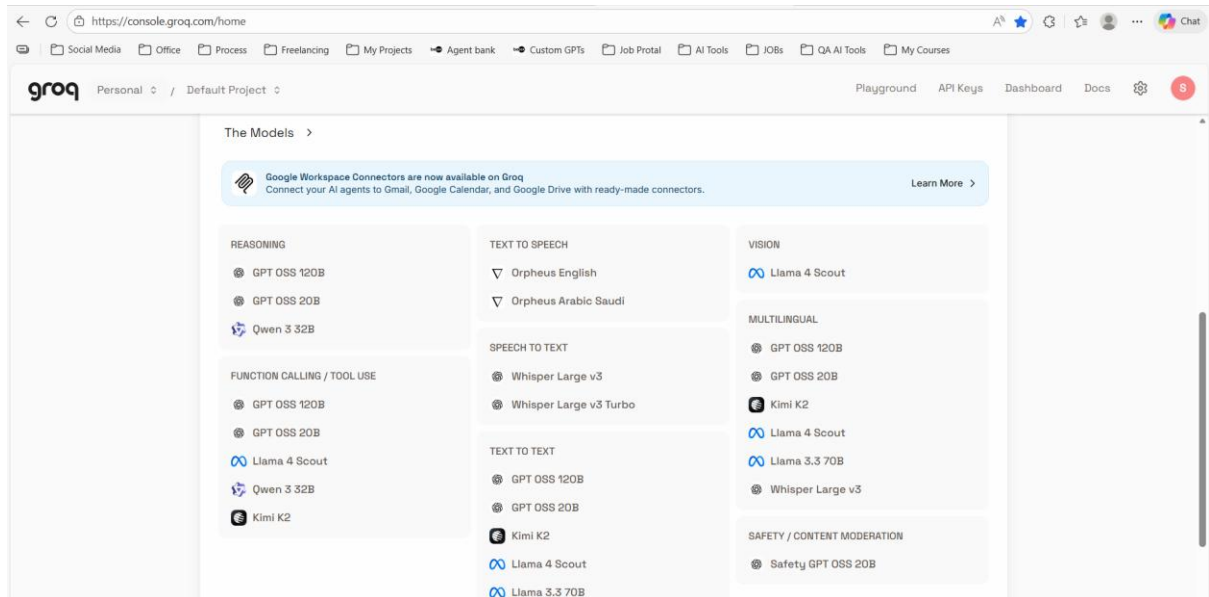 https://console.groq.com/home
Chat
Social Media Office Process Freelancing My Projects Agent bank Custom GPTs Job Protal AI Tools JOBs QA AI Tools My Courses
groq Personal / Default Project Playground API Keys Dashboard Docs S
The Models >
Google Workspace Connectors are now available on Groq
Connect your AI agents to Gmail, Google Calendar, and Google Drive with ready-made connectors.
Learn More >
REASONING
GPT OSS 120B
GPT OSS 20B
Qwen 3 32B
FUNCTION CALLING / TOOL USE
GPT OSS 120B
GPT OSS 20B
Llama 4 Scout
Qwen 3 32B
Kimi K2
TEXT TO SPEECH
Orpheus English
Orpheus Arabic Saudi
SPEECH TO TEXT
Whisper Large v3
Whisper Large v3 Turbo
TEXT TO TEXT
GPT OSS 120B
GPT OSS 20B
Kimi K2
Llama 4 Scout
Llama 3.3 70B
VISION
Llama 4 Scout
MULTILINGUAL
GPT OSS 120B
GPT OSS 20B
Kimi K2
Llama 4 Scout
Llama 3.3 70B
Whisper Large v3
SAFETY / CONTENT MODERATION
Safety GPT OSS 20B